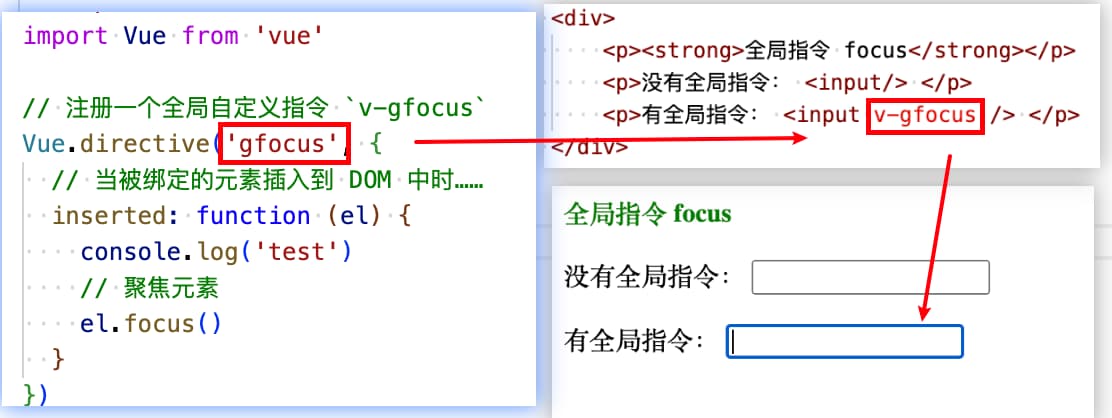 import Vue from 'vue'
// 注册一个全局自定义指令 `v-gfocus`
Vue.directive('gfocus', {
// 当被绑定的元素插入到 DOM 中时……
inserted: function (el) {
console.log('test')
// 聚焦元素
el.focus()
}
})
<div>
<p><strong>全局指令 focus</strong></p>
<p>没有全局指令： <input/> </p>
<p>有全局指令： <input v-gfocus /> </p>
</div>
全局指令 focus
没有全局指令：
有全局指令：